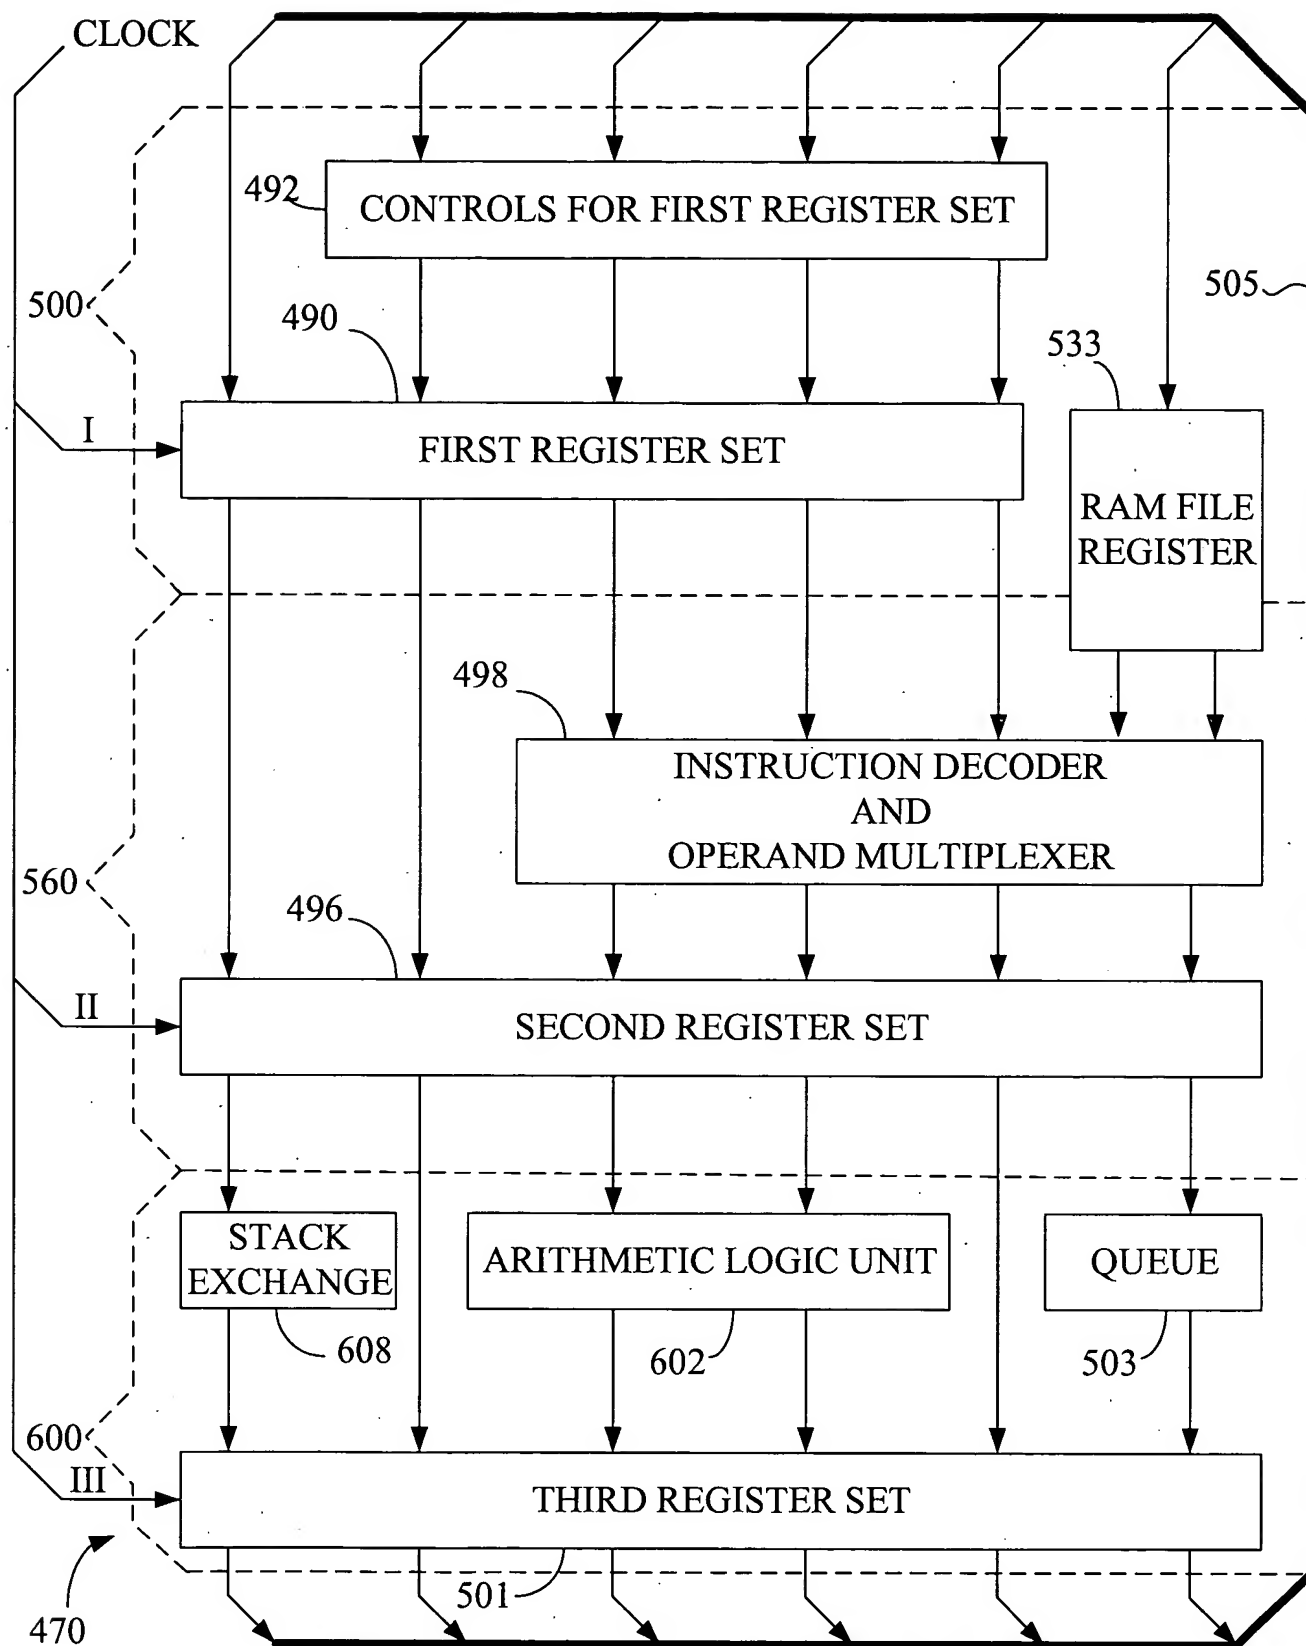 CLOCK
492
CONTROLS FOR FIRST REGISTER SET
500
505
490
533
I
FIRST REGISTER SET
RAM FILE
REGISTER
498
INSTRUCTION DECODER
AND
OPERAND MULTIPLEXER
560
496
II
SECOND REGISTER SET
STACK
EXCHANGE
ARITHMETIC LOGIC UNIT
QUEUE
608
602
503
600
III
THIRD REGISTER SET
501
470